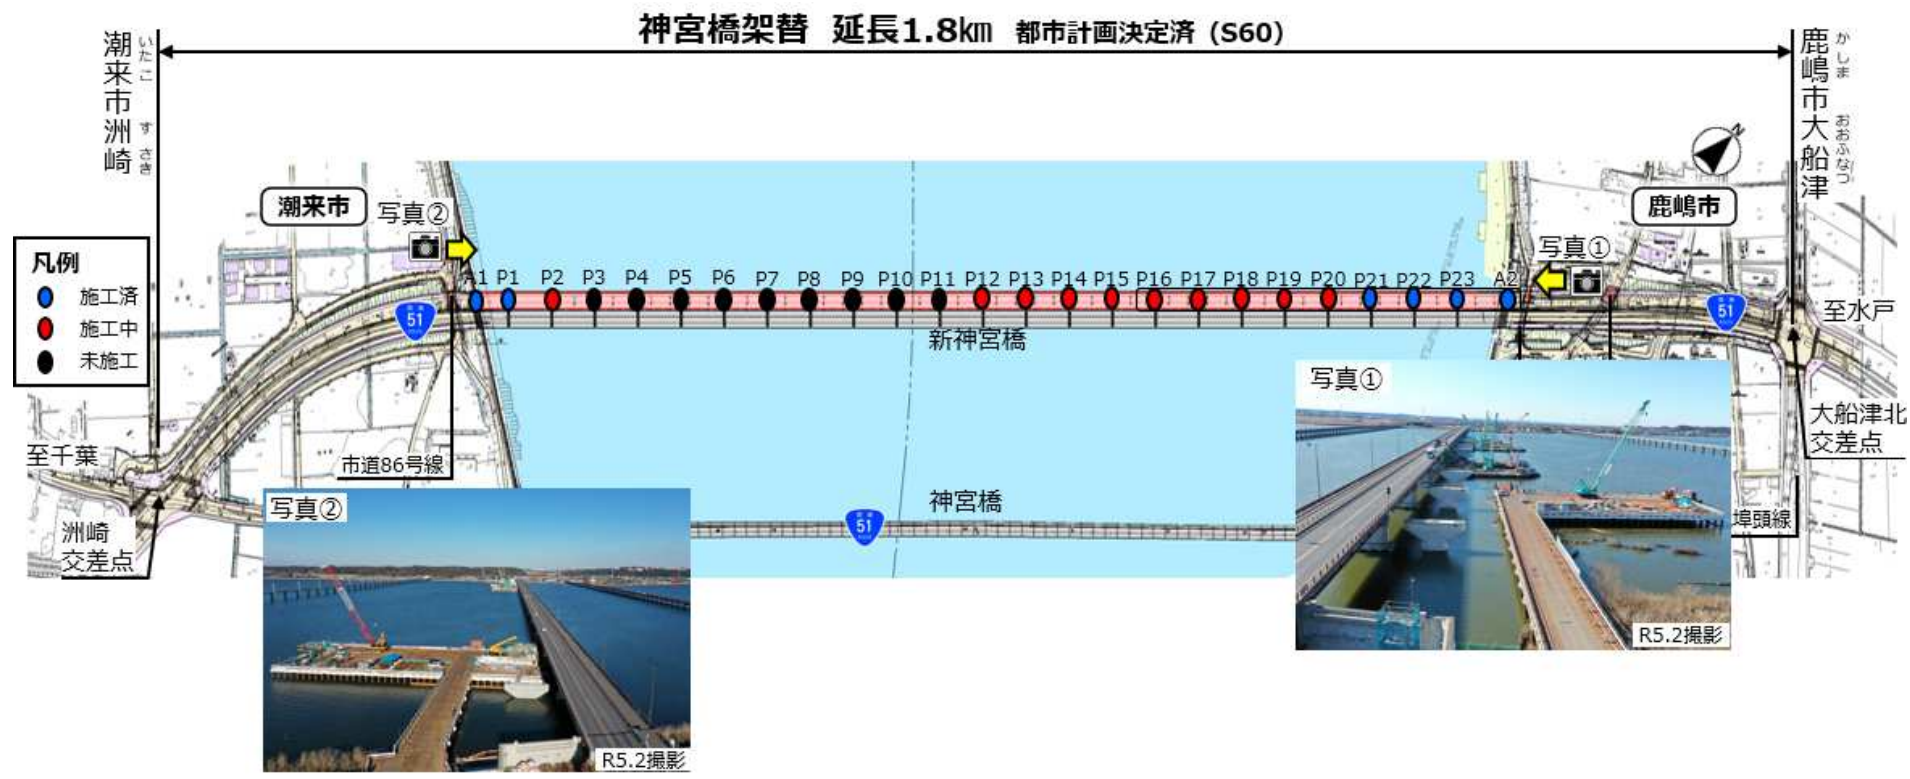 神宮橋架替 延長1.8㎞ 都市計画決定済(S60)
潮来市洲崎
いたこ
すさき
鹿嶋市大船津
かしま
おおふなつ
N
潮来市
写真②
鹿嶋市
写真①
凡例
施工済
施工中
未施工
A1 P1 P2 P3 P4 P5 P6 P7 P8 P9 P10 P11 P12 P13 P14 P15 P16 P17 P18 P19 P20 P21 P22 P23 A2
51
51
至水戸
新神宮橋
写真①
大船津北
交差点
至千葉
市道86号線
写真②
神宮橋
51
埠頭線
洲崎
交差点
R5.2撮影
R5.2撮影